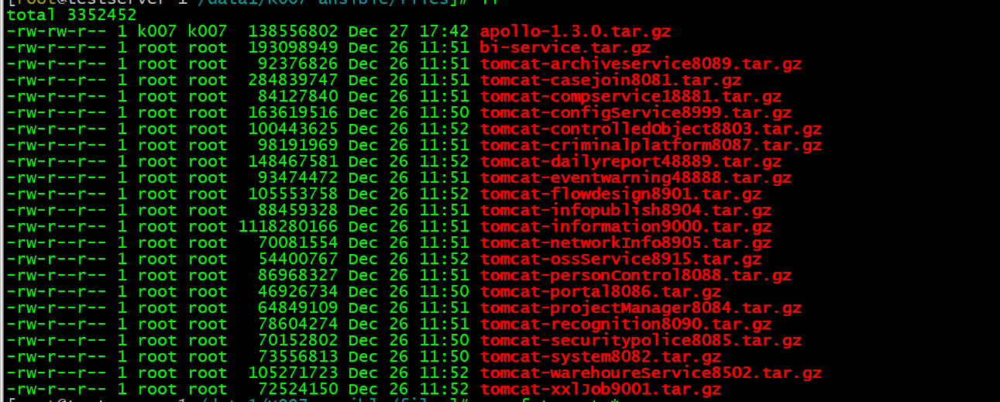 total 3352452
-rw-rw-r-- 1 k007 k007  138556802 Dec 27 17:42 apollo-1.3.0.tar.gz
-rw-r--r-- 1 root root  193098949 Dec 26 11:51 bi-service.tar.gz
-rw-r--r-- 1 root root   92376826 Dec 26 11:51 tomcat-archiveservice8089.tar.gz
-rw-r--r-- 1 root root  284839747 Dec 26 11:51 tomcat-casejoin8081.tar.gz
-rw-r--r-- 1 root root   84127840 Dec 26 11:51 tomcat-compservice18881.tar.gz
-rw-r--r-- 1 root root  163619516 Dec 26 11:50 tomcat-configService8999.tar.gz
-rw-r--r-- 1 root root  100443625 Dec 26 11:52 tomcat-controlledObject8803.tar.gz
-rw-r--r-- 1 root root   98191969 Dec 26 11:51 tomcat-criminalplatform8087.tar.gz
-rw-r--r-- 1 root root  148467581 Dec 26 11:52 tomcat-dailyreport48889.tar.gz
-rw-r--r-- 1 root root   93474472 Dec 26 11:51 tomcat-eventwarning48888.tar.gz
-rw-r--r-- 1 root root  105553758 Dec 26 11:52 tomcat-flowdesign8901.tar.gz
-rw-r--r-- 1 root root   88459328 Dec 26 11:51 tomcat-infopublish8904.tar.gz
-rw-r--r-- 1 root root 1118280166 Dec 26 11:51 tomcat-information9000.tar.gz
-rw-r--r-- 1 root root   70081554 Dec 26 11:51 tomcat-networkInfo8905.tar.gz
-rw-r--r-- 1 root root   54400767 Dec 26 11:52 tomcat-ossService8915.tar.gz
-rw-r--r-- 1 root root   86968327 Dec 26 11:51 tomcat-personControl8088.tar.gz
-rw-r--r-- 1 root root   46926734 Dec 26 11:50 tomcat-portal8086.tar.gz
-rw-r--r-- 1 root root   64849109 Dec 26 11:51 tomcat-projectManager8084.tar.gz
-rw-r--r-- 1 root root   78604274 Dec 26 11:51 tomcat-recognition8090.tar.gz
-rw-r--r-- 1 root root   70152802 Dec 26 11:50 tomcat-securitypolice8085.tar.gz
-rw-r--r-- 1 root root   73556813 Dec 26 11:50 tomcat-system8082.tar.gz
-rw-r--r-- 1 root root  105271723 Dec 26 11:52 tomcat-warehoureService8502.tar.gz
-rw-r--r-- 1 root root   72524150 Dec 26 11:52 tomcat-xxlJob9001.tar.gz